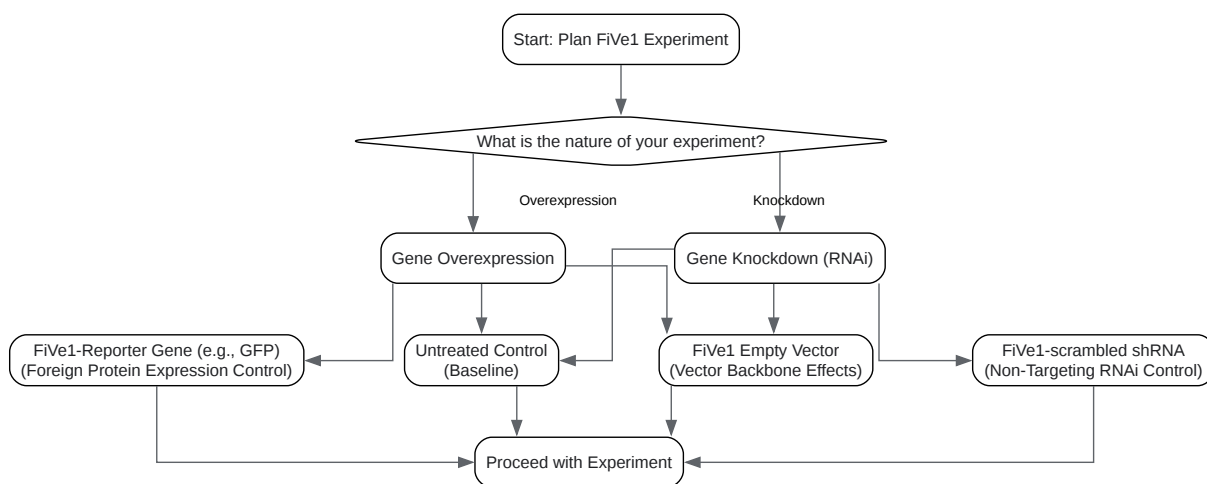 Start: Plan FiVe1 Experiment
What is the nature of your experiment?
Overexpression
Knockdown
Gene Overexpression
Gene Knockdown (RNAi)
FiVe1-Reporter Gene (e.g., GFP)
(Foreign Protein Expression Control)
Untreated Control
(Baseline)
FiVe1 Empty Vector
(Vector Backbone Effects)
FiVe1-scrambled shRNA
(Non-Targeting RNAi Control)
Proceed with Experiment